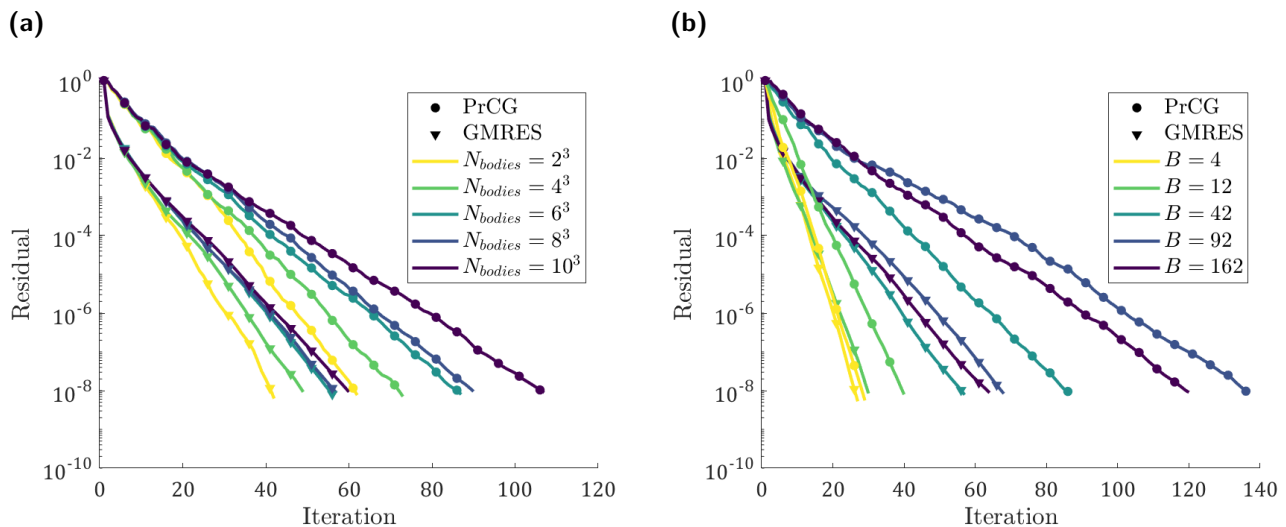 (a)
(b)
10^0
10^-2
10^-4
10^-6
10^-8
10^-10
Residual
0
20
40
60
80
100
120
Iteration
PrCG
GMRES
N_bodies = 2^3
N_bodies = 4^3
N_bodies = 6^3
N_bodies = 8^3
N_bodies = 10^3
10^0
10^-2
10^-4
10^-6
10^-8
10^-10
Residual
0
20
40
60
80
100
120
140
Iteration
PrCG
GMRES
B = 4
B = 12
B = 42
B = 92
B = 162